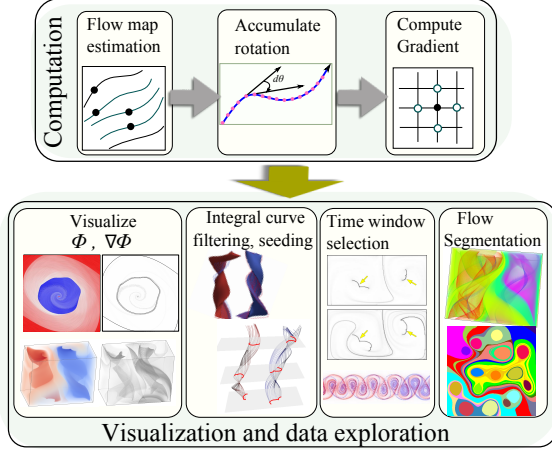 Computation
Flow map
estimation
Accumulate
rotation
dθ
Compute
Gradient
Visualize
Φ , ∇Φ
Integral curve
filtering, seeding
Time window
selection
Flow
Segmentation
Visualization and data exploration